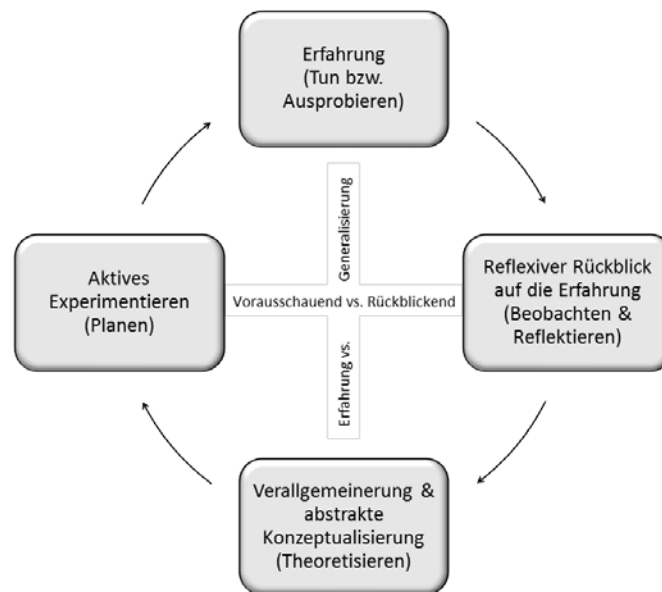 Erfahrung
(Tun bzw.
Ausprobieren)
Aktives
Experimentieren
(Planen)
Erfahrung vs. Generalisierung
Vorausschauend vs. Rückblickend
Reflexiver Rückblick
auf die Erfahrung
(Beobachten &
Reflektieren)
Verallgemeinerung &
abstrakte
Konzeptualisierung
(Theoretisieren)